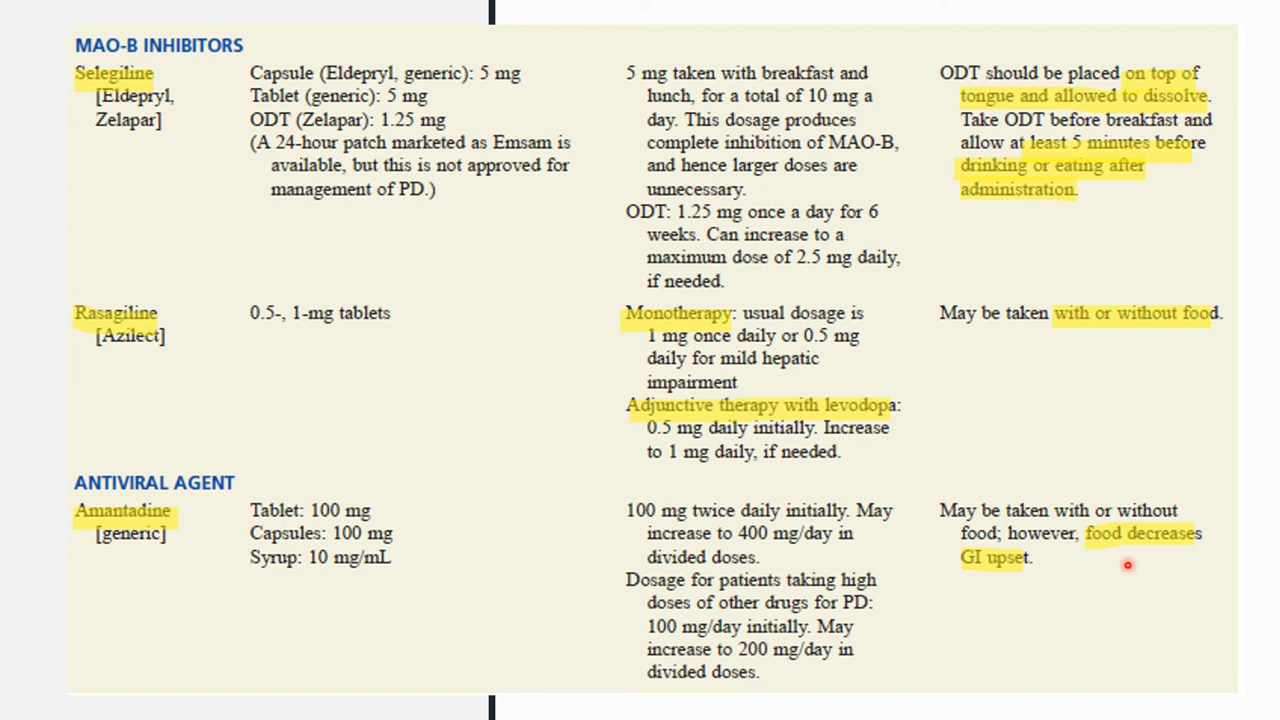 MAO-B INHIBITORS
Selegiline
[Eldepryl,
Zelapar]
Capsule (Eldepryl, generic): 5 mg
Tablet (generic): 5 mg
ODT (Zelapar): 1.25 mg
(A 24-hour patch marketed as Emsam is
available, but this is not approved for
management of PD.)
5 mg taken with breakfast and
lunch, for a total of 10 mg a
day. This dosage produces
complete inhibition of MAO-B,
and hence larger doses are
unnecessary.
ODT: 1.25 mg once a day for 6
weeks. Can increase to a
maximum dose of 2.5 mg daily,
if needed.
ODT should be placed on top of
tongue and allowed to dissolve.
Take ODT before breakfast and
allow at least 5 minutes before
drinking or eating after
administration.
Rasagiline
[Azilect]
0.5-, 1-mg tablets
Monotherapy: usual dosage is
1 mg once daily or 0.5 mg
daily for mild hepatic
impairment
Adjunctive therapy with levodopa:
0.5 mg daily initially. Increase
to 1 mg daily, if needed.
May be taken with or without food.
ANTIVIRAL AGENT
Amantadine
[generic]
Tablet: 100 mg
Capsules: 100 mg
Syrup: 10 mg/mL
100 mg twice daily initially. May
increase to 400 mg/day in
divided doses.
Dosage for patients taking high
doses of other drugs for PD:
100 mg/day initially. May
increase to 200 mg/day in
divided doses.
May be taken with or without
food; however, food decreases
GI upset.